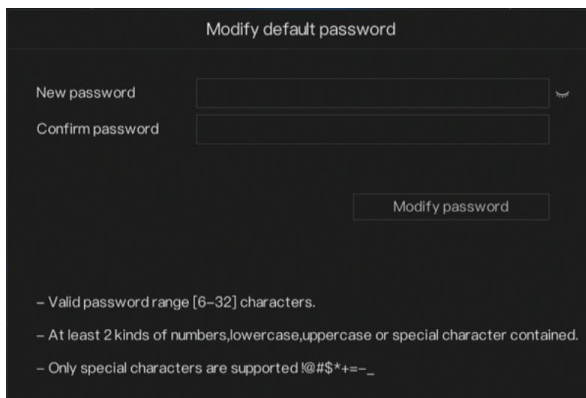 Modify default password
New password
Confirm password
Modify password
– Valid password range [6–32] characters.
– At least 2 kinds of numbers,lowercase,uppercase or special character contained.
– Only special characters are supported !@#$*+=–_